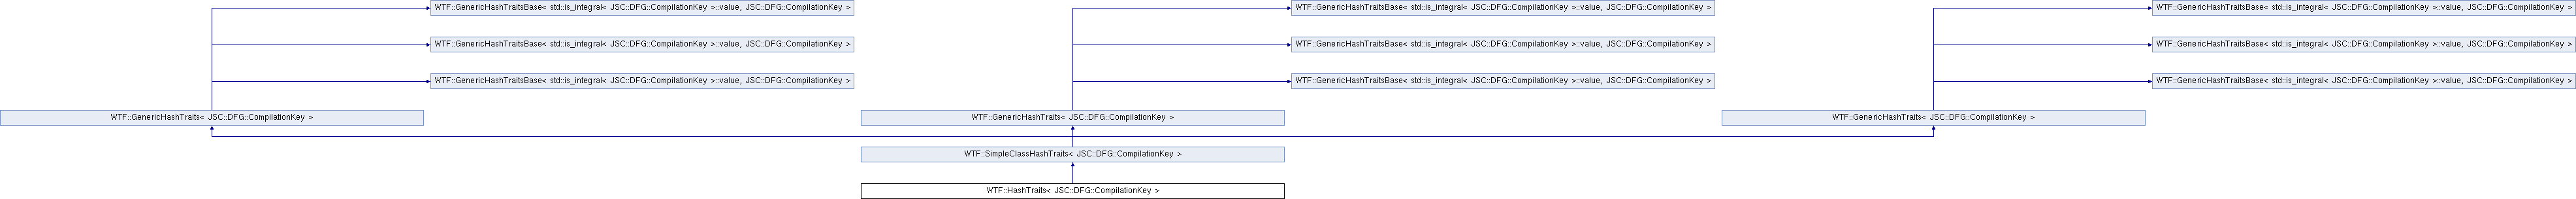 WTF::GenericHashTraitsBase< std::is_integral< JSC::DFG::CompilationKey >::value, JSC::DFG::CompilationKey >
WTF::GenericHashTraitsBase< std::is_integral< JSC::DFG::CompilationKey >::value, JSC::DFG::CompilationKey >
WTF::GenericHashTraitsBase< std::is_integral< JSC::DFG::CompilationKey >::value, JSC::DFG::CompilationKey >
WTF::GenericHashTraitsBase< std::is_integral< JSC::DFG::CompilationKey >::value, JSC::DFG::CompilationKey >
WTF::GenericHashTraitsBase< std::is_integral< JSC::DFG::CompilationKey >::value, JSC::DFG::CompilationKey >
WTF::GenericHashTraitsBase< std::is_integral< JSC::DFG::CompilationKey >::value, JSC::DFG::CompilationKey >
WTF::GenericHashTraitsBase< std::is_integral< JSC::DFG::CompilationKey >::value, JSC::DFG::CompilationKey >
WTF::GenericHashTraitsBase< std::is_integral< JSC::DFG::CompilationKey >::value, JSC::DFG::CompilationKey >
WTF::GenericHashTraitsBase< std::is_integral< JSC::DFG::CompilationKey >::value, JSC::DFG::CompilationKey >
WTF::GenericHashTraits< JSC::DFG::CompilationKey >
WTF::GenericHashTraits< JSC::DFG::CompilationKey >
WTF::GenericHashTraits< JSC::DFG::CompilationKey >
WTF::SimpleClassHashTraits< JSC::DFG::CompilationKey >
WTF::HashTraits< JSC::DFG::CompilationKey >